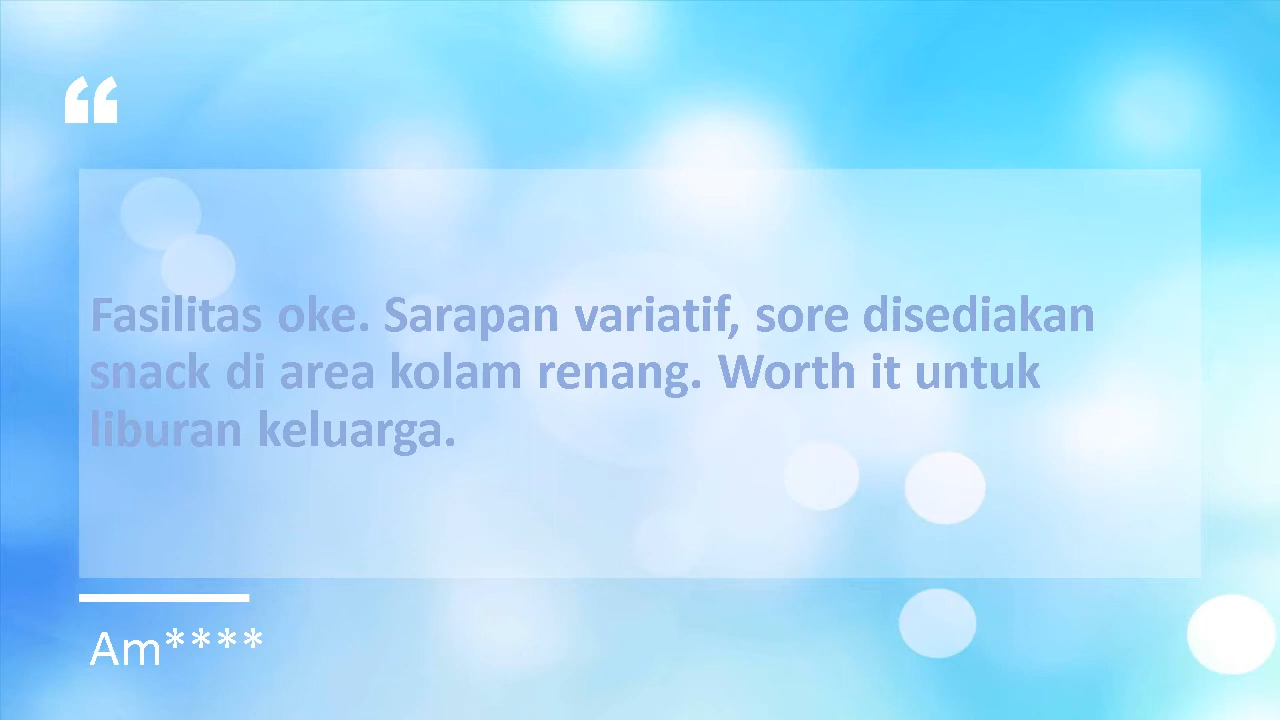 “
Fasilitas oke. Sarapan variatif, sore disediakan
snack di area kolam renang. Worth it untuk
liburan keluarga.
Am****